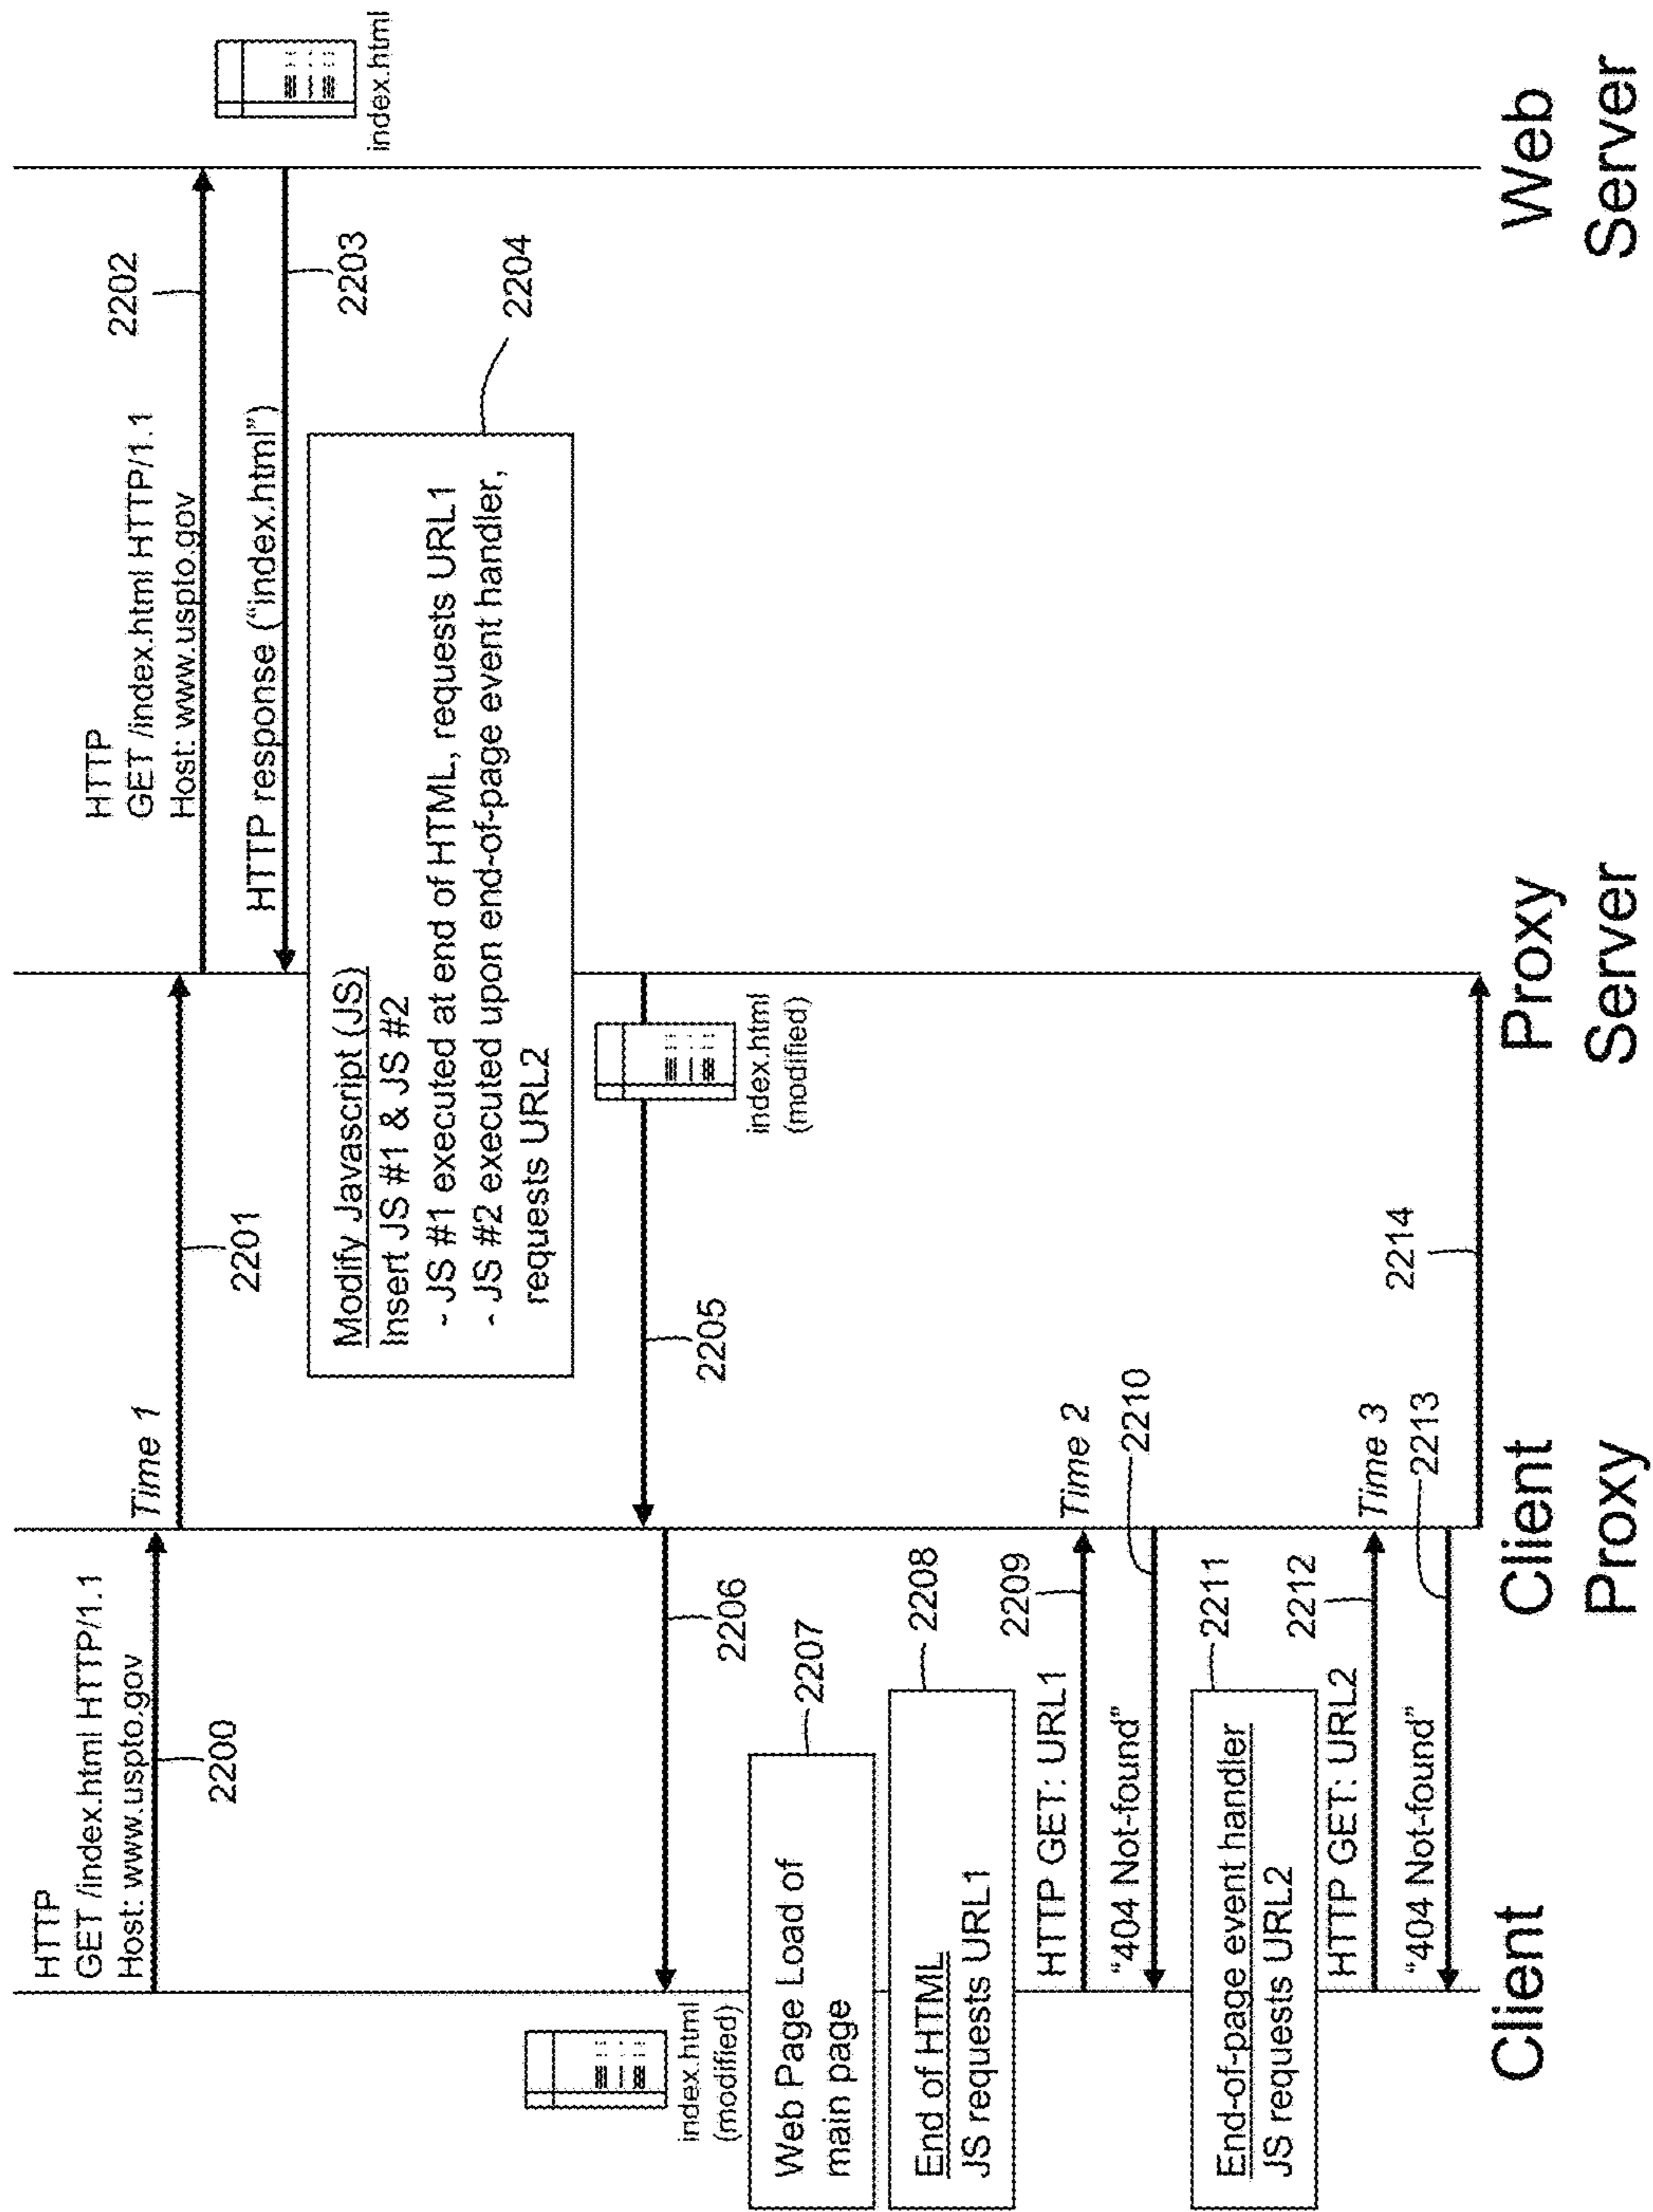 HTTP
GET /index.html HTTP/1.1
Host: www.uspto.gov
2200
Time 1
2201
HTTP
GET /index.html HTTP/1.1
Host: www.uspto.gov
2202
HTTP response ("index.html")
2203
index.html
Modify Javascript (JS)
Insert JS #1 & JS #2
- JS #1 executed at end of HTML, requests URL1
- JS #2 executed upon end-of-page event handler,
requests URL2
2204
index.html
(modified)
2205
2206
index.html
(modified)
Web Page Load of
main page
2207
End of HTML
JS requests URL1
2208
HTTP GET: URL1
2209
Time 2
"404 Not-found"
2210
End-of-page event handler
JS requests URL2
2211
HTTP GET: URL2
2212
Time 3
"404 Not-found"
2213
2214
Client
Client
Proxy
Proxy
Server
Web
Server